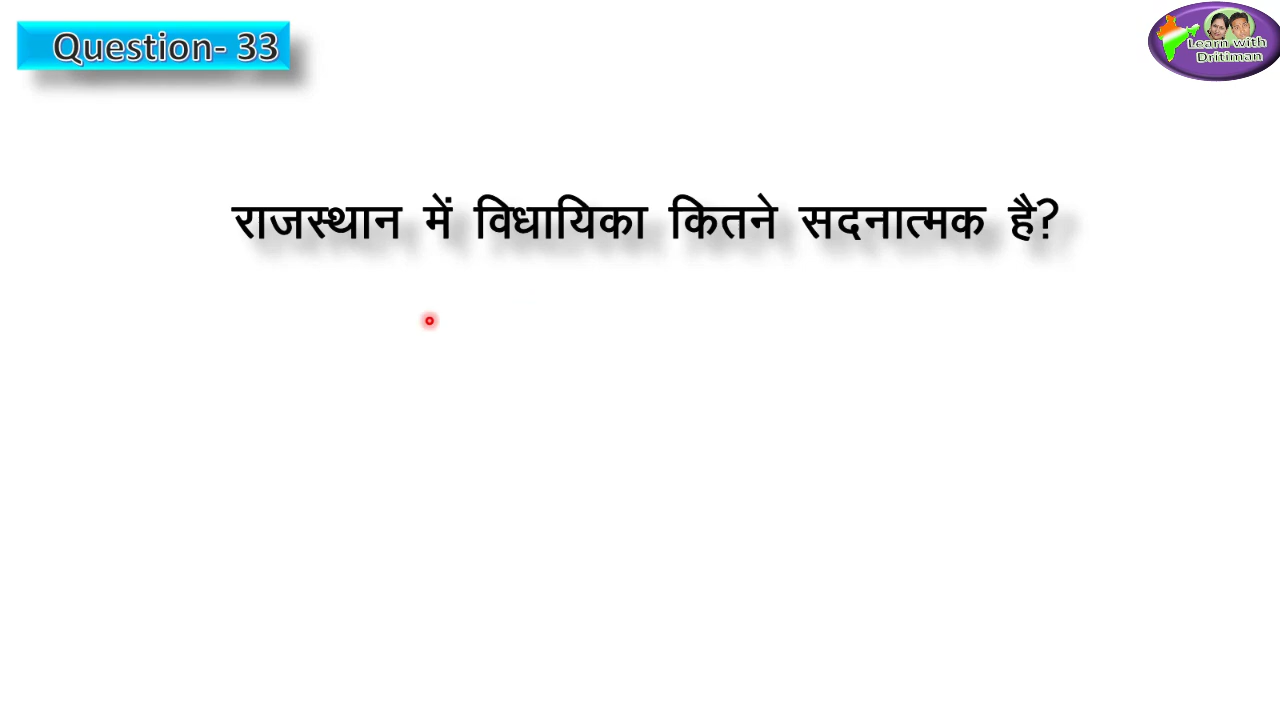 Question- 33
Learn with
Dritiman
राजस्थान में विधायिका कितने सदनात्मक है?